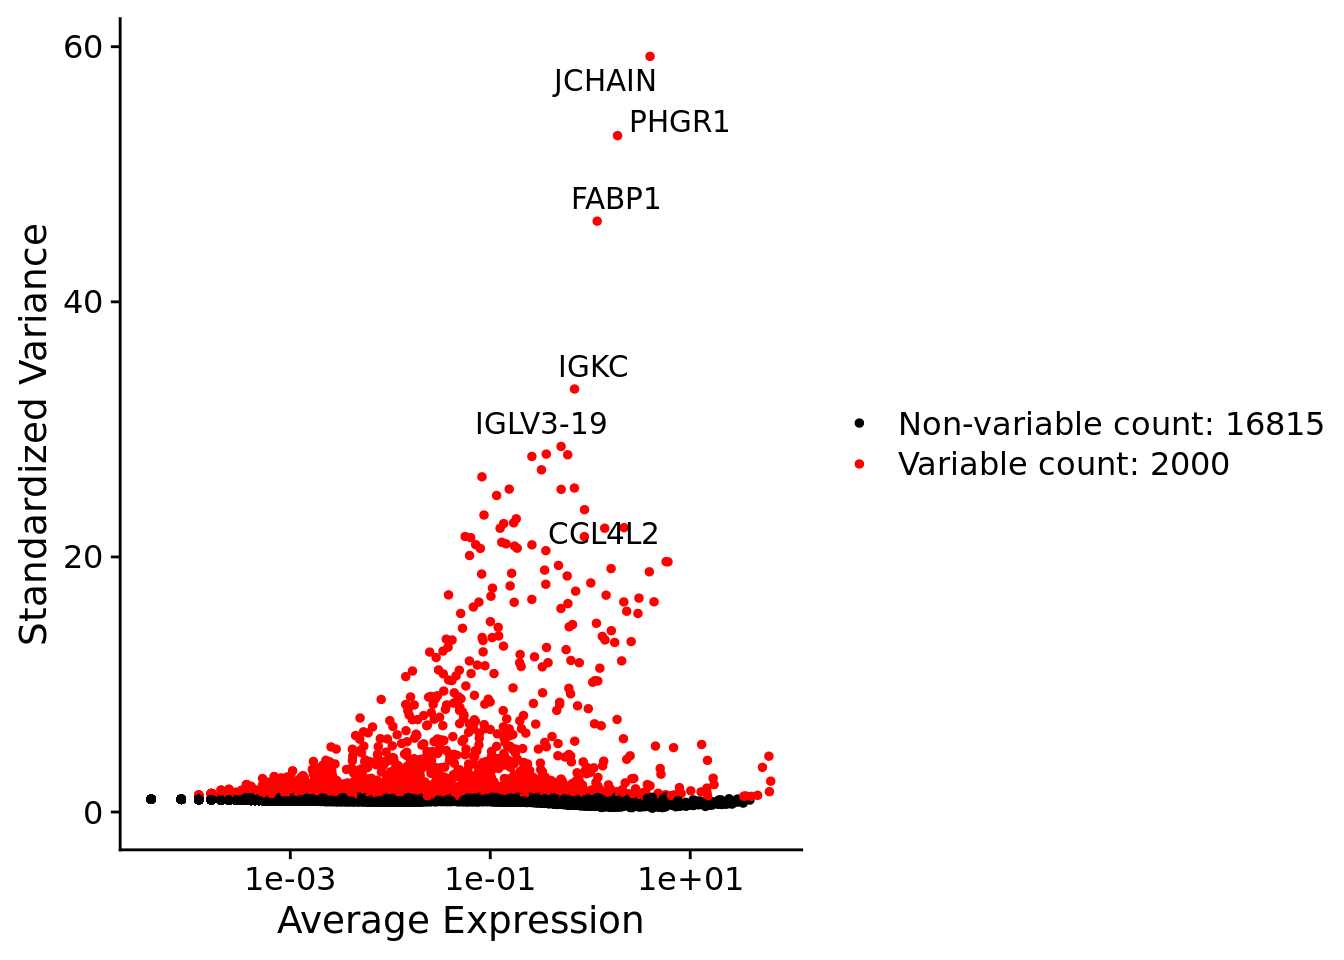 60
JCHAIN
PHGR1
FABP1
40
IGKC
IGLV3-19
Non-variable count: 16815
Variable count: 2000
CCL4L2
20
0
Standardized Variance
1e-03 1e-01 1e+01
Average Expression